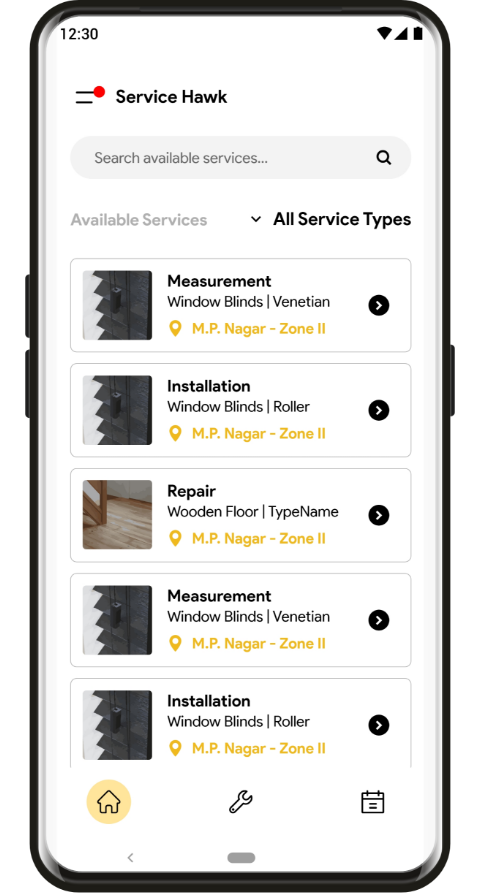 12:30
Service Hawk
Search available services...
Available Services
All Service Types
Measurement
Window Blinds | Venetian
M.P. Nagar - Zone II
Installation
Window Blinds | Roller
M.P. Nagar - Zone II
Repair
Wooden Floor | TypeName
M.P. Nagar - Zone II
Measurement
Window Blinds | Venetian
M.P. Nagar - Zone II
Installation
Window Blinds | Roller
M.P. Nagar - Zone II